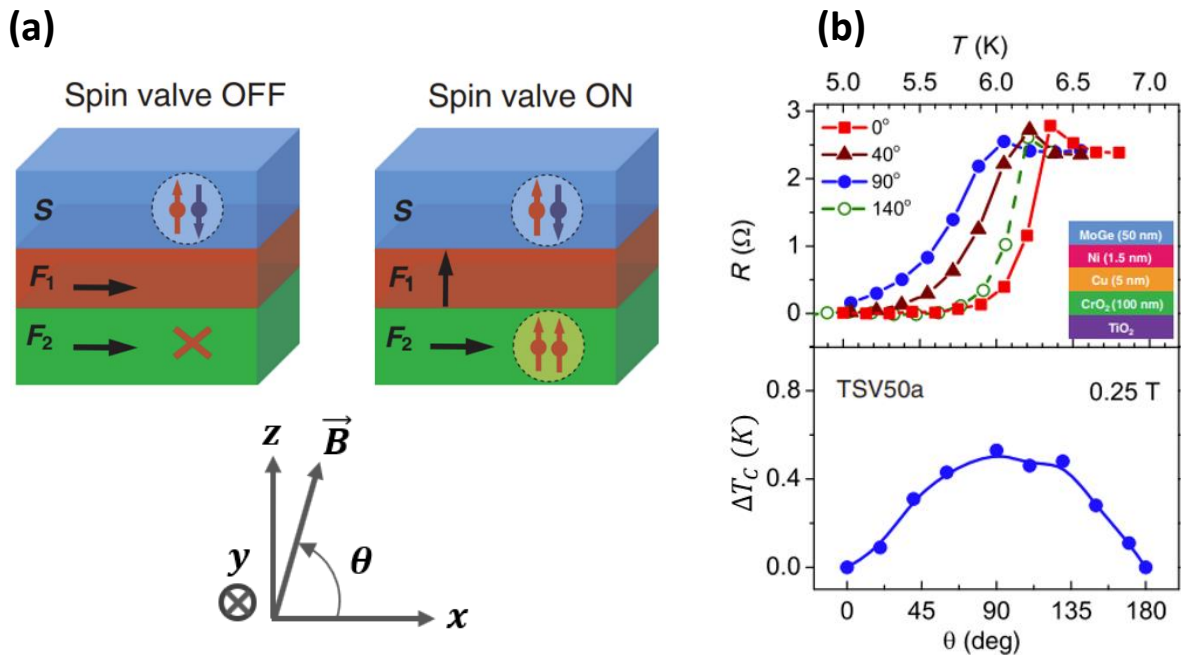 (a)
Spin valve OFF
Spin valve ON
S
F₁
F₂
S
F₁
F₂
z
B⃗
y
θ
x
(b)
T (K)
5.0 5.5 6.0 6.5 7.0
3
2
1
0
R (Ω)
0°
40°
90°
140°
MoGe (50 nm)
Ni (1.5 nm)
Cu (5 nm)
CrO₂ (100 nm)
TiO₂
TSV50a
0.25 T
0.8
0.4
0.0
ΔT_C (K)
0 45 90 135 180
θ (deg)